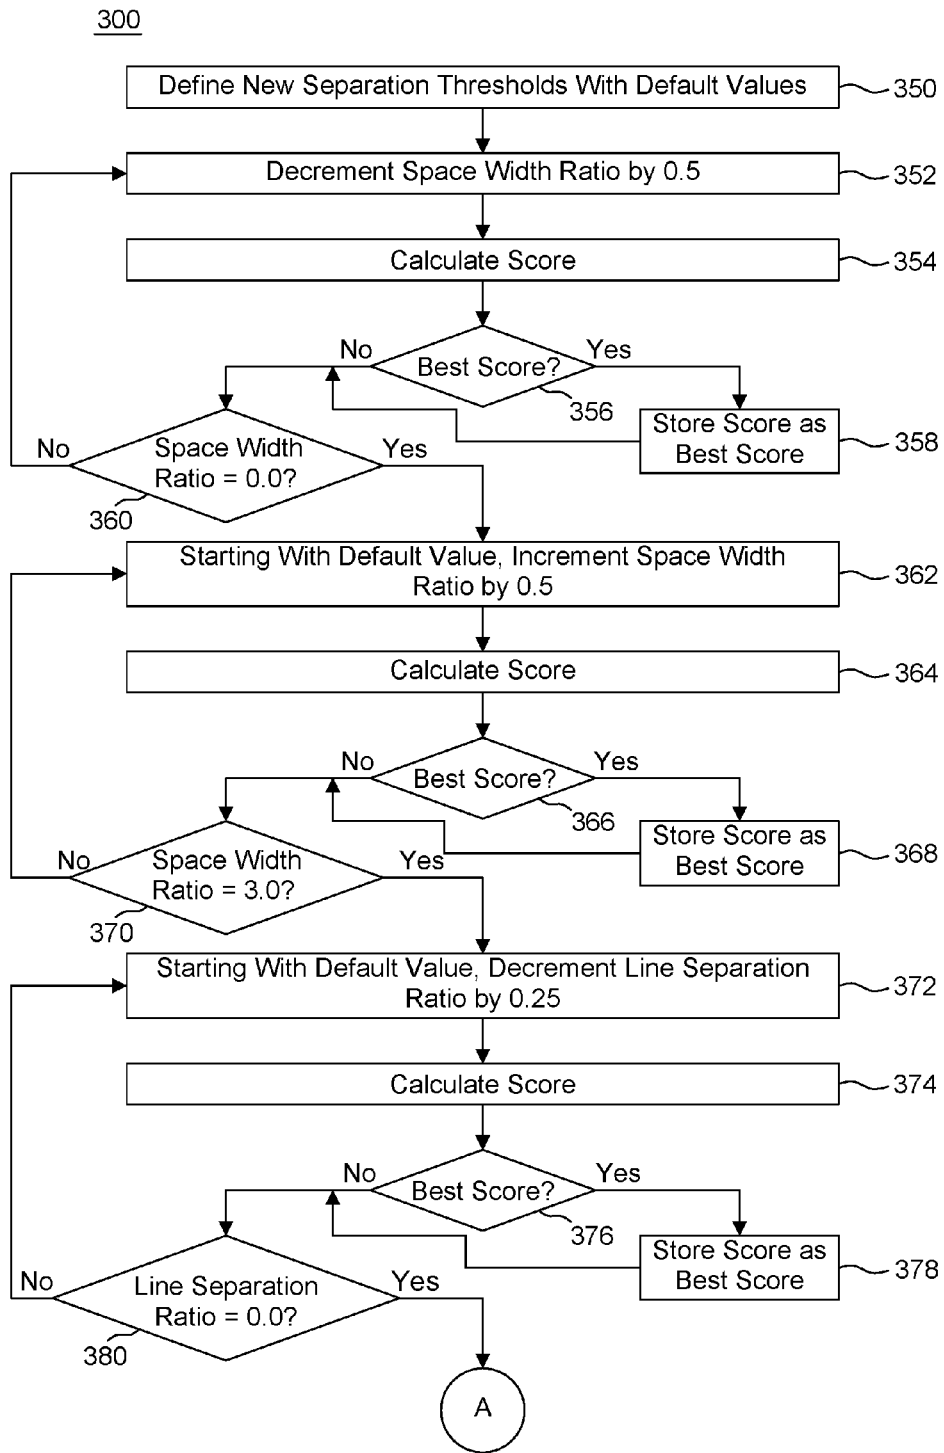 300
Define New Separation Thresholds With Default Values
350
Decrement Space Width Ratio by 0.5
352
Calculate Score
354
No
Best Score?
Yes
356
Store Score as
Best Score
358
No
Space Width
Ratio = 0.0?
Yes
360
Starting With Default Value, Increment Space Width
Ratio by 0.5
362
Calculate Score
364
No
Best Score?
Yes
366
Store Score as
Best Score
368
No
Space Width
Ratio = 3.0?
Yes
370
Starting With Default Value, Decrement Line Separation
Ratio by 0.25
372
Calculate Score
374
No
Best Score?
Yes
376
Store Score as
Best Score
378
No
Line Separation
Ratio = 0.0?
Yes
380
A